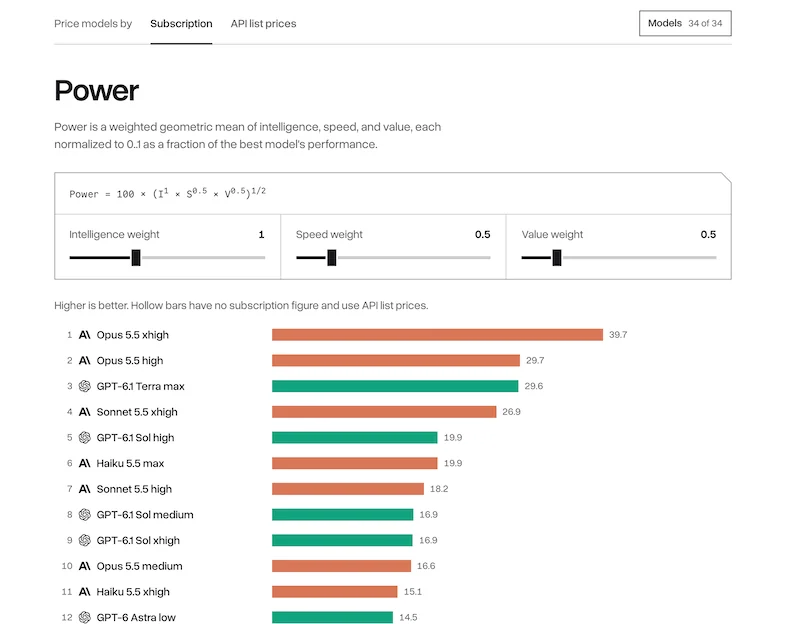 Price models by Subscription API list prices Models 34 of 34
Power
Power is a weighted geometric mean of intelligence, speed, and value, each
normalized to 0..1 as a fraction of the best model's performance.
Power = 100 × (I¹ × S⁰·⁵ × V⁰·⁵)¹/²
Intelligence weight 1 Speed weight 0.5 Value weight 0.5
Higher is better. Hollow bars have no subscription figure and use API list prices.
1 Opus 5.5 xhigh 39.7
2 Opus 5.5 high 29.7
3 GPT-6.1 Terra max 29.6
4 Sonnet 5.5 xhigh 26.9
5 GPT-6.1 Sol high 19.9
6 Haiku 5.5 max 19.9
7 Sonnet 5.5 high 18.2
8 GPT-6.1 Sol medium 16.9
9 GPT-6.1 Sol xhigh 16.9
10 Opus 5.5 medium 16.6
11 Haiku 5.5 xhigh 15.1
12 GPT-6 Astra low 14.5